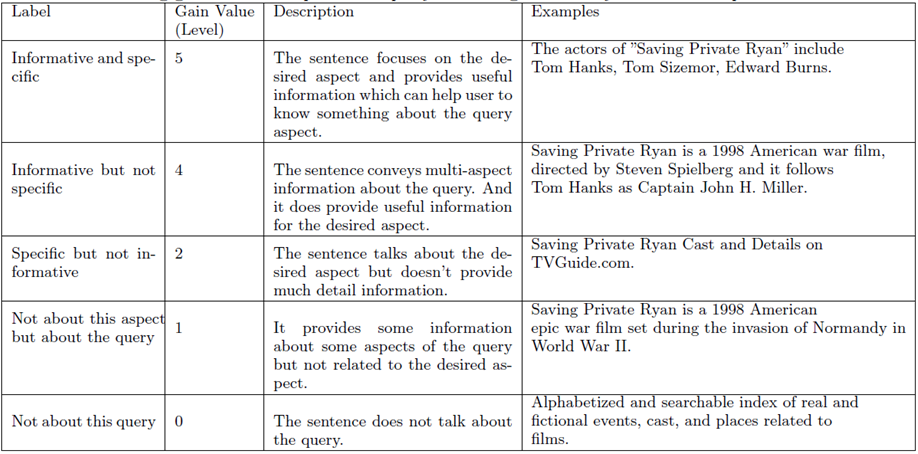 Label
Gain Value
(Level)
Description
Examples
Informative and spe-
cific
5
The sentence focuses on the de-
sired aspect and provides useful
information which can help user to
know something about the query
aspect.
The actors of ”Saving Private Ryan” include
Tom Hanks, Tom Sizemor, Edward Burns.
Informative but not
specific
4
The sentence conveys multi-aspect
information about the query. And
it does provide useful information
for the desired aspect.
Saving Private Ryan is a 1998 American war film,
directed by Steven Spielberg and it follows
Tom Hanks as Captain John H. Miller.
Specific but not in-
formative
2
The sentence talks about the de-
sired aspect but doesn't provide
much detail information.
Saving Private Ryan Cast and Details on
TVGuide.com.
Not about this aspect
but about the query
1
It provides some information
about some aspects of the query
but not related to the desired as-
pect.
Saving Private Ryan is a 1998 American
epic war film set during the invasion of Normandy in
World War II.
Not about this query
0
The sentence does not talk about
the query.
Alphabetized and searchable index of real and
fictional events, cast, and places related to
films.